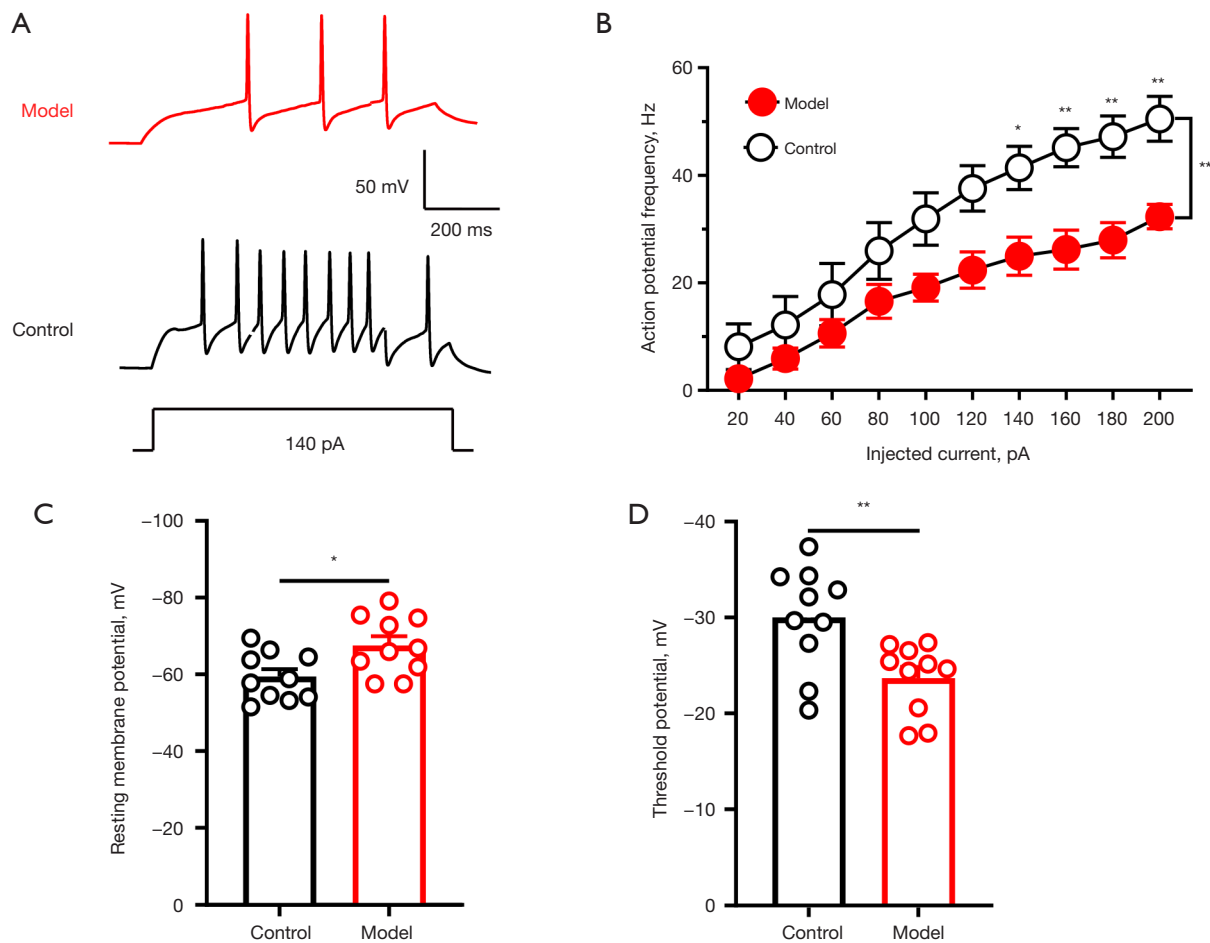 A
Model
50 mV
200 ms
Control
140 pA
B
Action potential frequency, Hz
60
40
20
0
Model
Control
*
**
**
**
**
20 40 60 80 100 120 140 160 180 200
Injected current, pA
C
Resting membrane potential, mV
−100
−80
−60
−40
−20
0
*
Control Model
D
Threshold potential, mV
−40
−30
−20
−10
0
**
Control Model